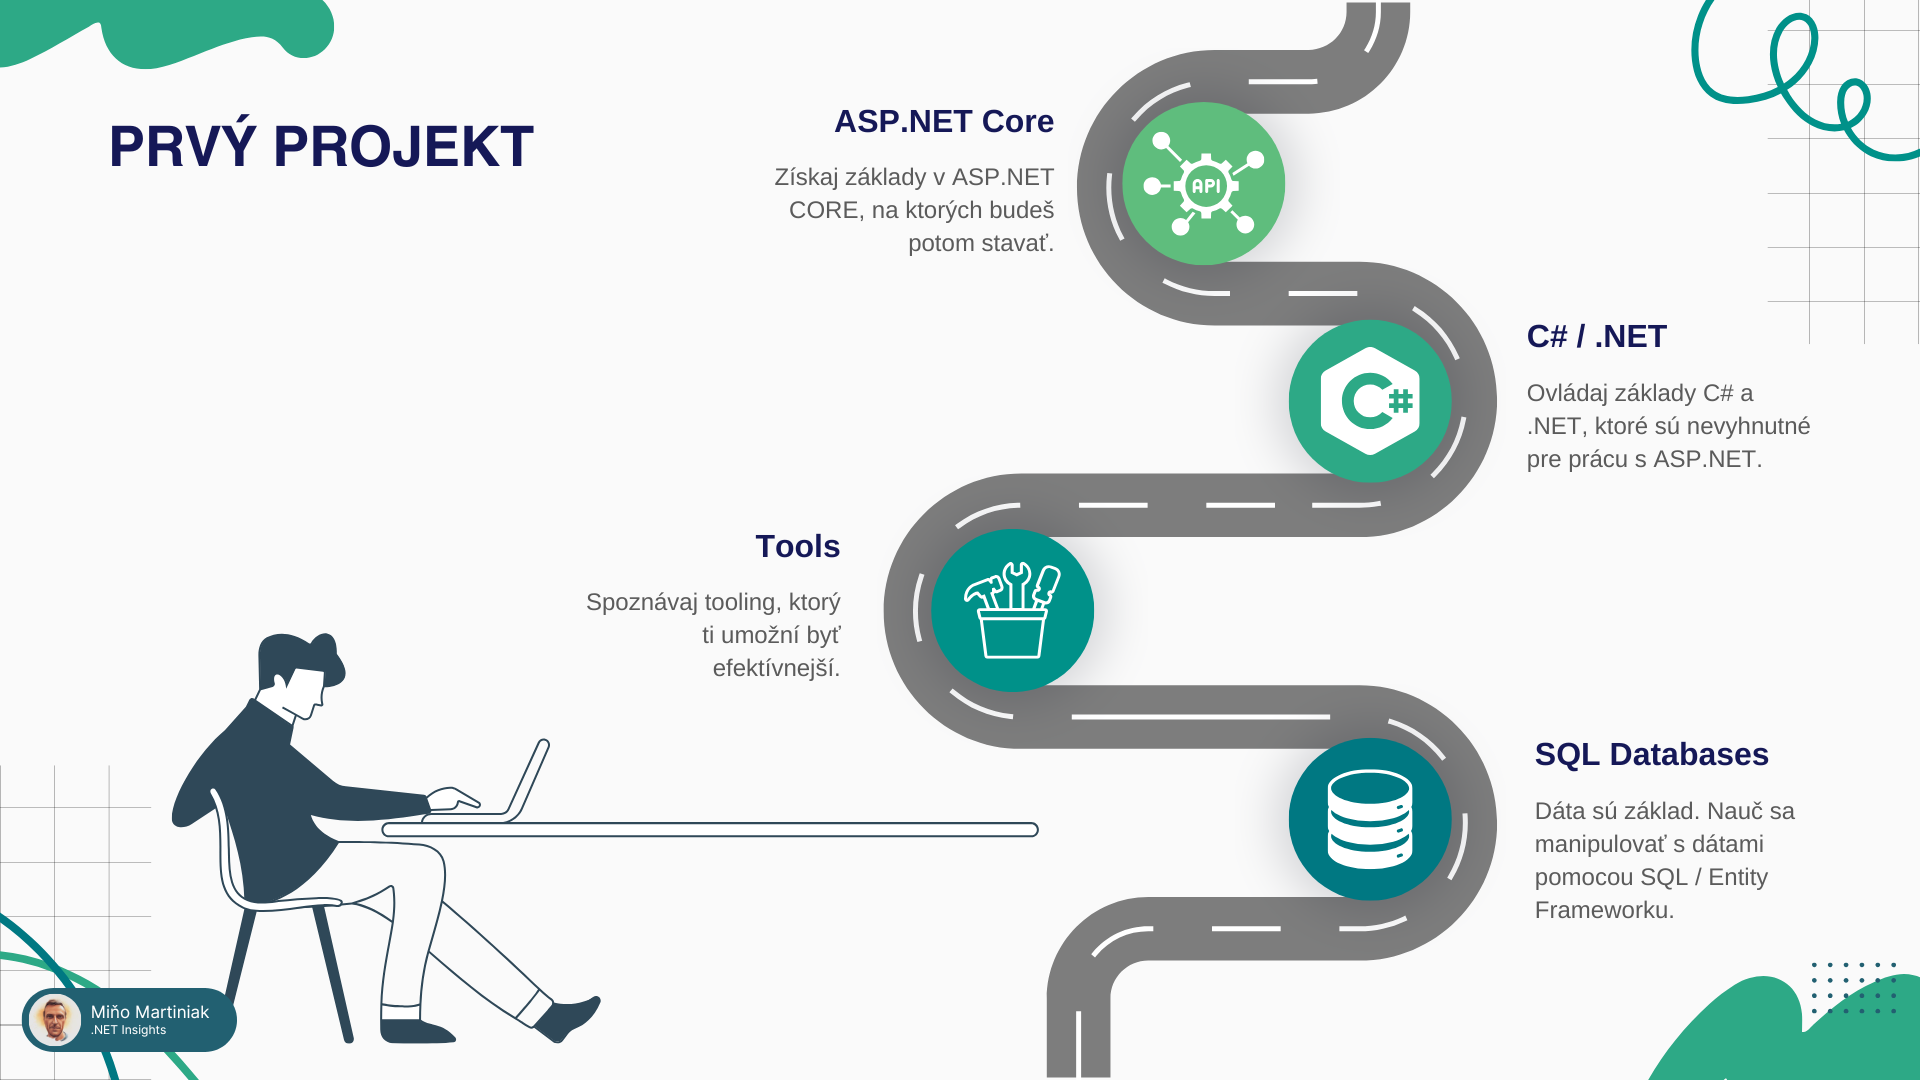 PRVÝ PROJEKT
ASP.NET Core
Získaj základy v ASP.NET
CORE, na ktorých budeš
potom stavať.
API
C# / .NET
Ovládaj základy C# a
.NET, ktoré sú nevyhnutné
pre prácu s ASP.NET.
C#
Tools
Spoznávaj tooling, ktorý
ti umožní byť
efektívnejší.
SQL Databases
Dáta sú základ. Nauč sa
manipulovať s dátami
pomocou SQL / Entity
Frameworku.
Miňo Martiniak
.NET Insights